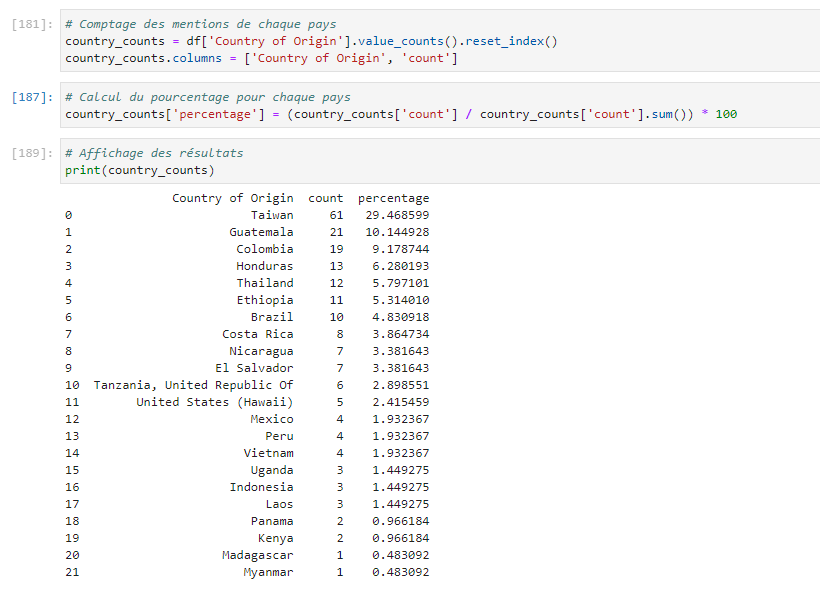 [181]: # Comptage des mentions de chaque pays
country_counts = df['Country of Origin'].value_counts().reset_index()
country_counts.columns = ['Country of Origin', 'count']
[187]: # Calcul du pourcentage pour chaque pays
country_counts['percentage'] = (country_counts['count'] / country_counts['count'].sum()) * 100
[189]: # Affichage des résultats
print(country_counts)
Country of Origin count percentage
0 Taiwan 61 29.468599
1 Guatemala 21 10.144928
2 Colombia 19 9.178744
3 Honduras 13 6.280193
4 Thailand 12 5.797101
5 Ethiopia 11 5.314010
6 Brazil 10 4.830918
7 Costa Rica 8 3.864734
8 Nicaragua 7 3.381643
9 El Salvador 7 3.381643
10 Tanzania, United Republic Of 6 2.898551
11 United States (Hawaii) 5 2.415459
12 Mexico 4 1.932367
13 Peru 4 1.932367
14 Vietnam 4 1.932367
15 Uganda 3 1.449275
16 Indonesia 3 1.449275
17 Laos 3 1.449275
18 Panama 2 0.966184
19 Kenya 2 0.966184
20 Madagascar 1 0.483092
21 Myanmar 1 0.483092